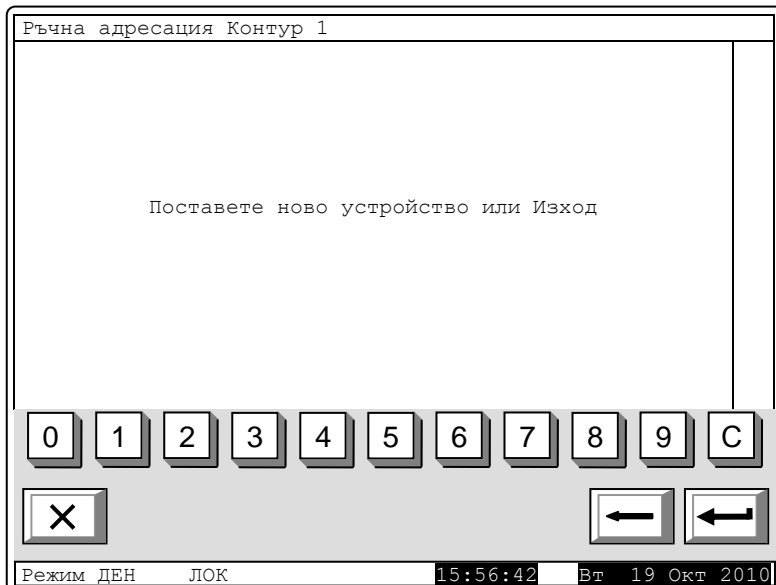 Ръчна адресация Контур 1
Поставете ново устройство или Изход
0 1 2 3 4 5 6 7 8 9 C
Режим ДЕН ЛОК 15:56:42 Вт 19 Окт 2010